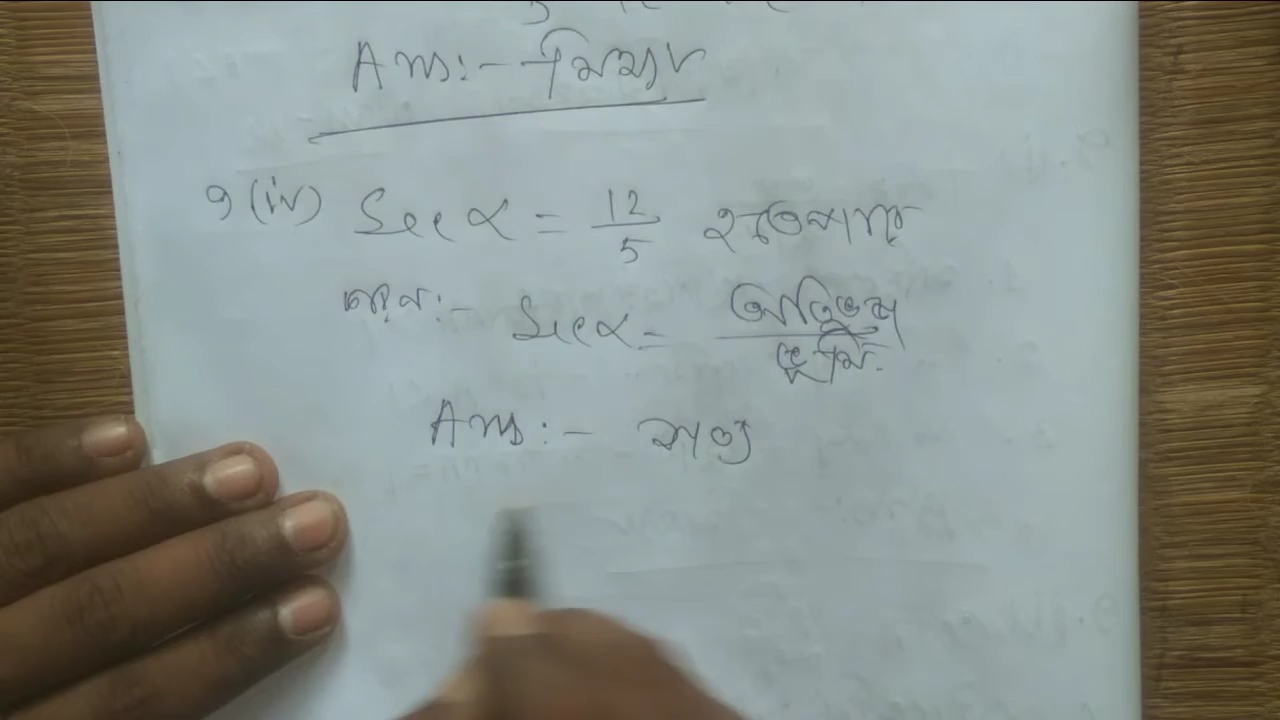 Ans:- মিথ্যা
9 (iv) Sec α = 12/5 হতে পারে
কারণ:- Sec α = অতিভুজ/ভূমি
Ans:- সত্য